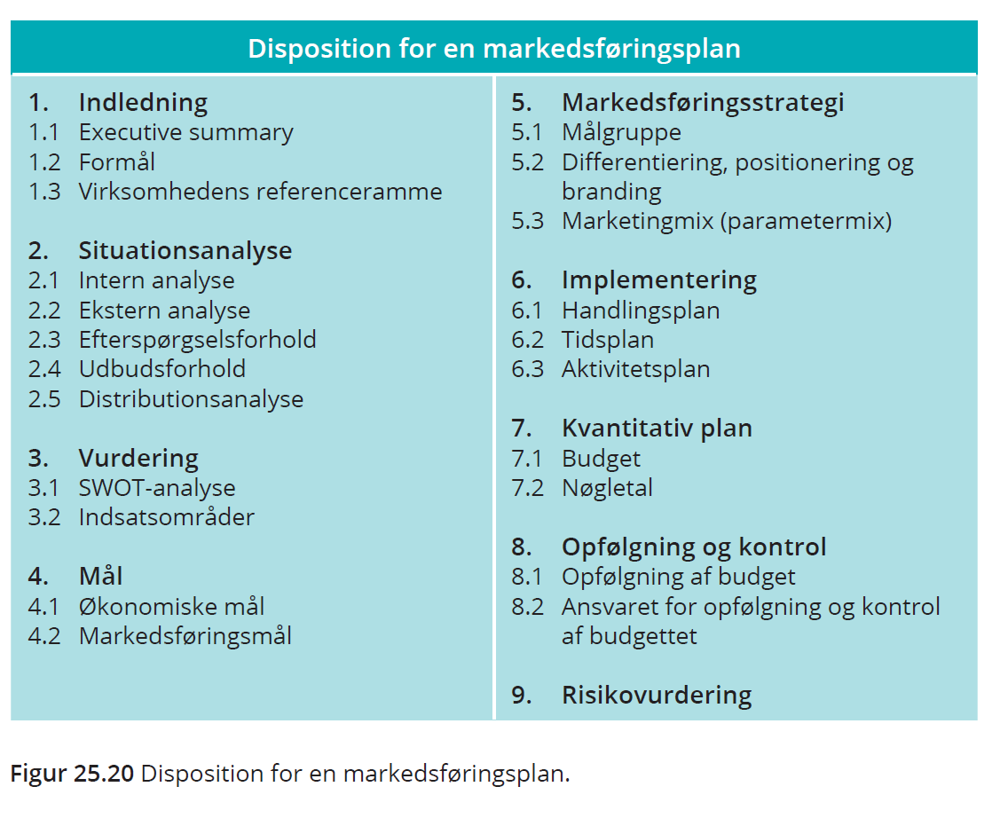 Disposition for en markedsføringsplan
1. Indledning
1.1 Executive summary
1.2 Formål
1.3 Virksomhedens referenceramme
2. Situationsanalyse
2.1 Intern analyse
2.2 Ekstern analyse
2.3 Efterspørgselsforhold
2.4 Udbudsforhold
2.5 Distributionsanalyse
3. Vurdering
3.1 SWOT-analyse
3.2 Indsatsområder
4. Mål
4.1 Økonomiske mål
4.2 Markedsføringsmål
5. Markedsføringsstrategi
5.1 Målgruppe
5.2 Differentiering, positionering og
branding
5.3 Marketingmix (parametermix)
6. Implementering
6.1 Handlingsplan
6.2 Tidsplan
6.3 Aktivitetsplan
7. Kvantitativ plan
7.1 Budget
7.2 Nøgletal
8. Opfølgning og kontrol
8.1 Opfølgning af budget
8.2 Ansvaret for opfølgning og kontrol
af budgettet
9. Risikovurdering
Figur 25.20 Disposition for en markedsføringsplan.